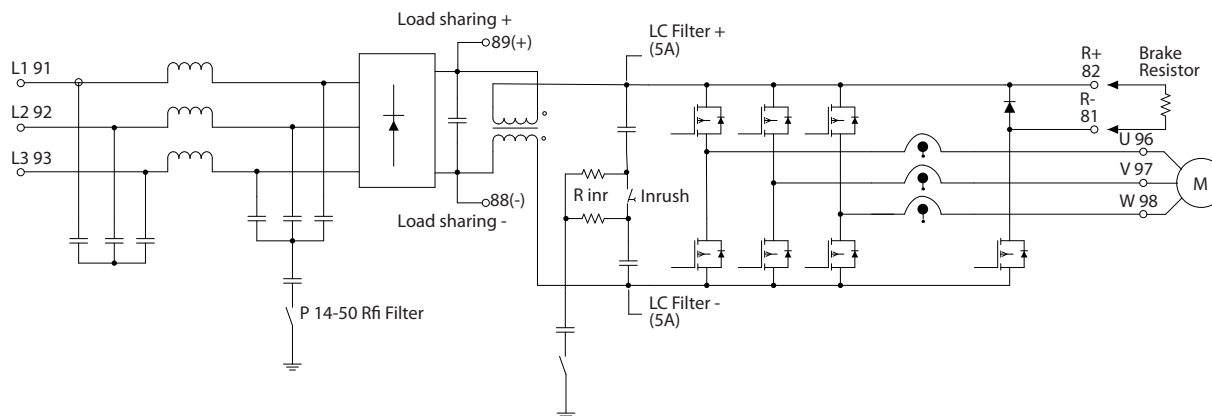 Load sharing +
89(+)
LC Filter +
(5A)
L1 91
L2 92
L3 93
R+
82
Brake
Resistor
R-
81
U 96
V 97
W 98
M
R inr
Inrush
88(-)
Load sharing -
P 14-50 Rfi Filter
LC Filter -
(5A)